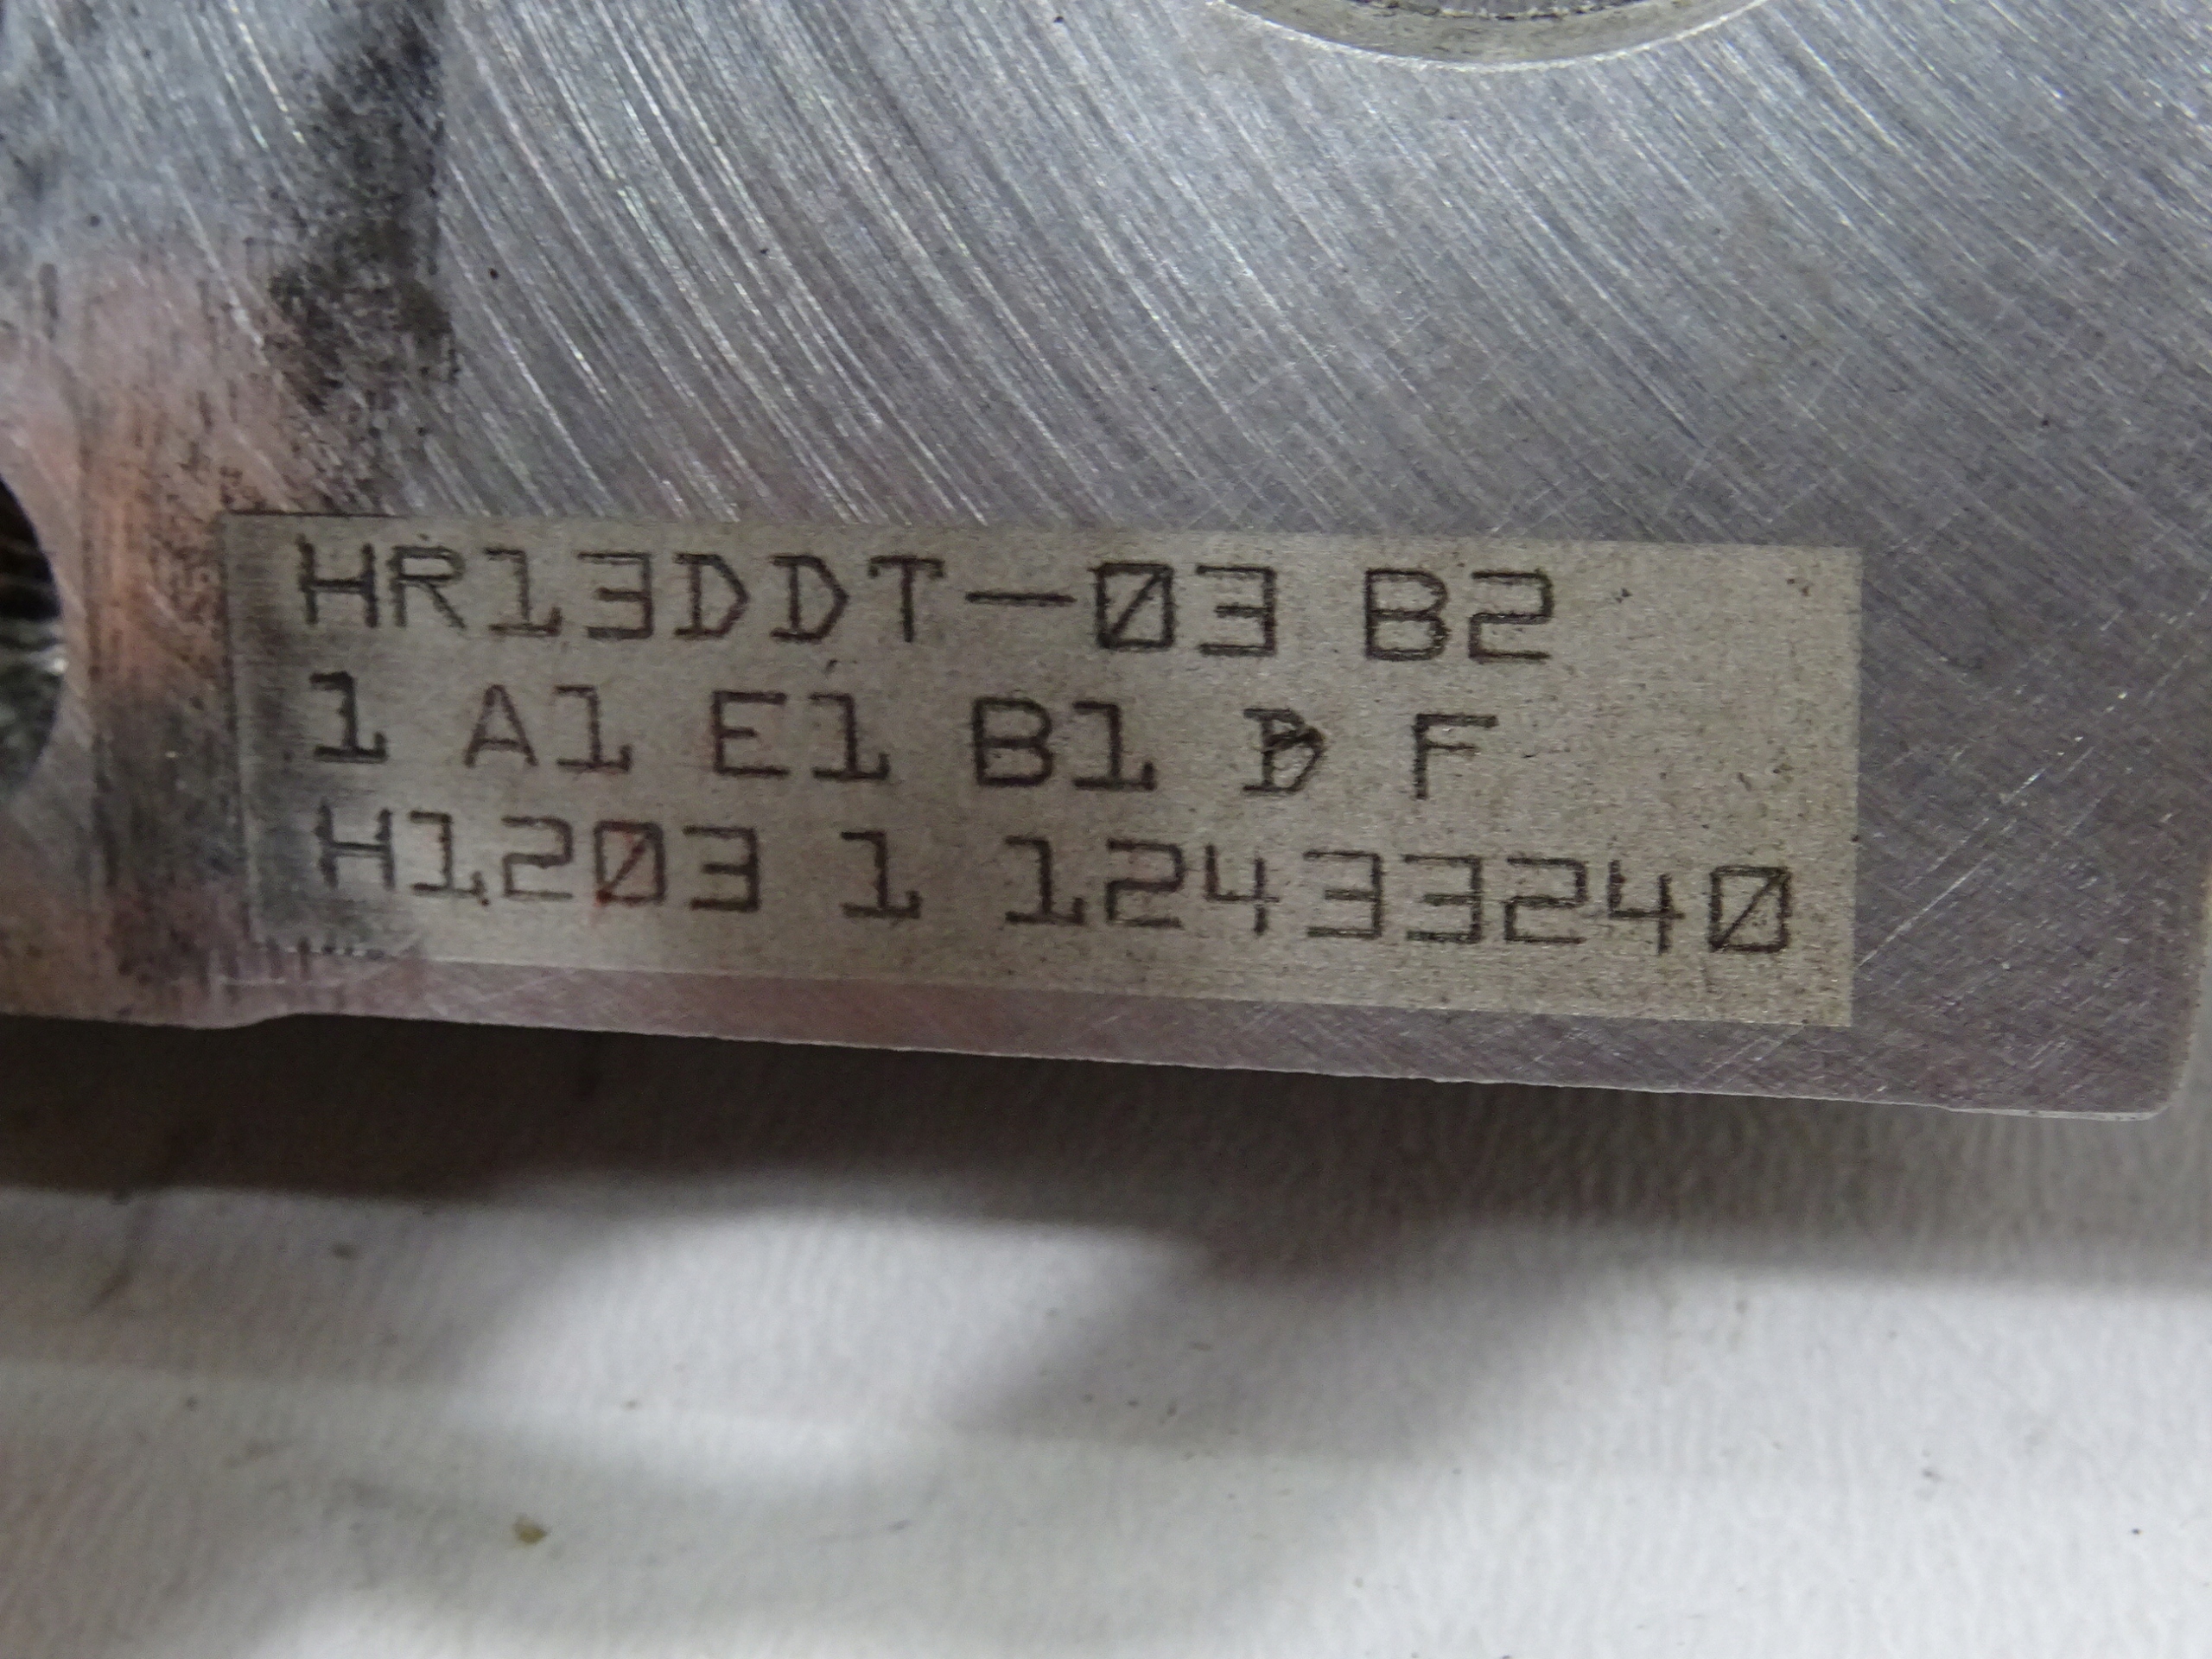 HR13DDT-03 B2
1 A1 E1 B1 F
H1203 1 12433240